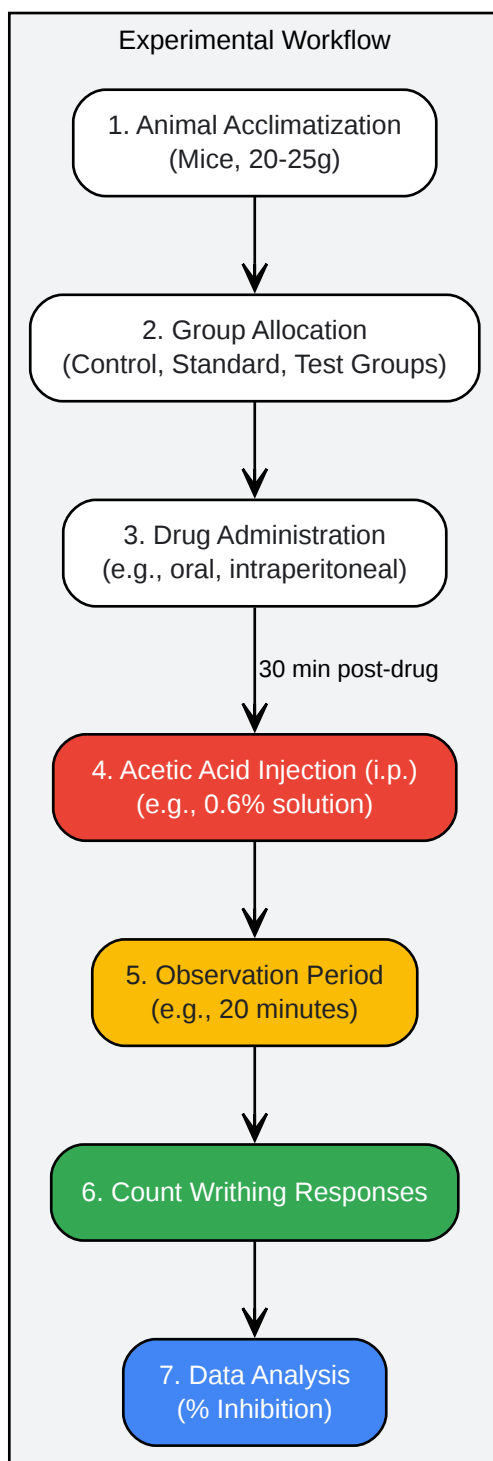 Experimental Workflow
1. Animal Acclimatization
(Mice, 20-25g)
2. Group Allocation
(Control, Standard, Test Groups)
3. Drug Administration
(e.g., oral, intraperitoneal)
30 min post-drug
4. Acetic Acid Injection (i.p.)
(e.g., 0.6% solution)
5. Observation Period
(e.g., 20 minutes)
6. Count Writhing Responses
7. Data Analysis
(% Inhibition)